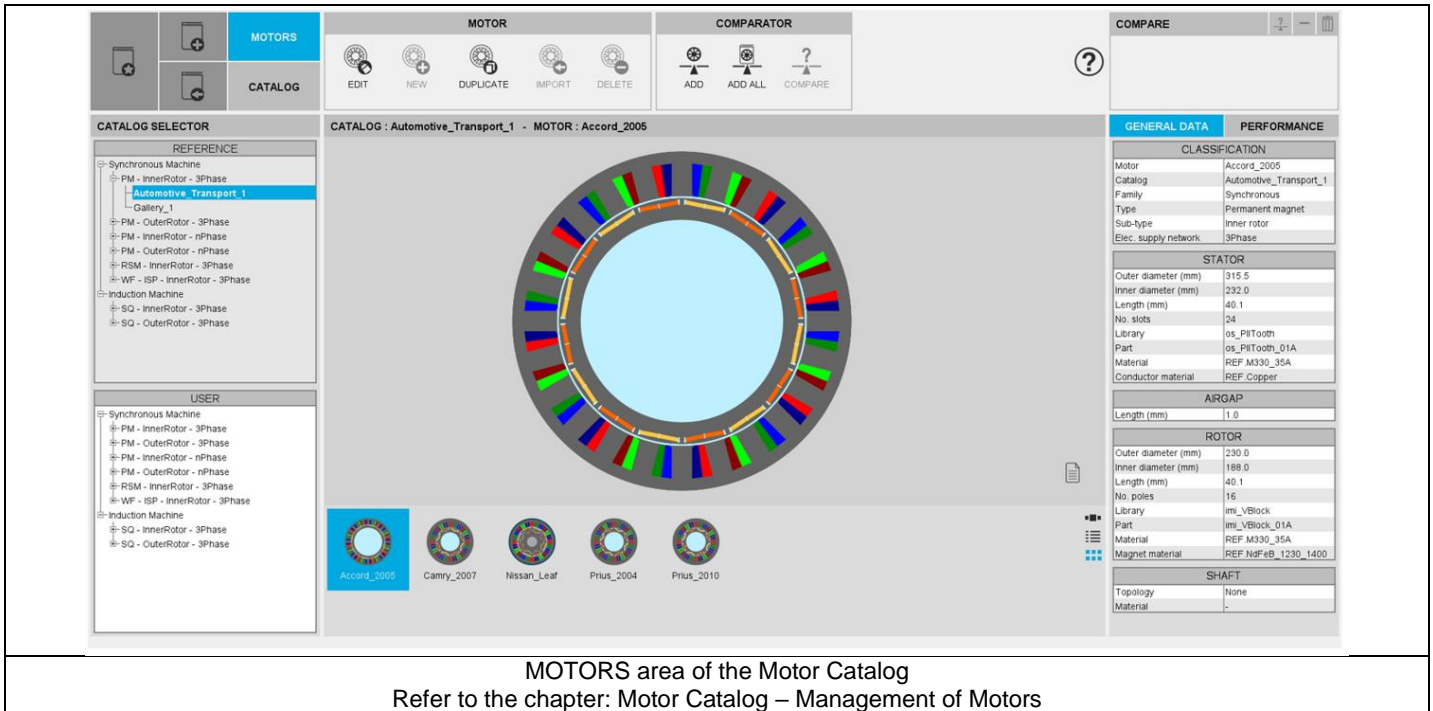 MOTORS
CATALOG
MOTOR
EDIT
NEW
DUPLICATE
IMPORT
DELETE
COMPARATOR
ADD
ADD ALL
COMPARE
?
COMPARE
CATALOG SELECTOR
REFERENCE
Synchronous Machine
PM - InnerRotor - 3Phase
Automotive_Transport_1
Gallery_1
PM - OuterRotor - 3Phase
PM - InnerRotor - nPhase
PM - OuterRotor - nPhase
RSM - InnerRotor - 3Phase
WF - ISP - InnerRotor - 3Phase
Induction Machine
SQ - InnerRotor - 3Phase
SQ - OuterRotor - 3Phase
USER
Synchronous Machine
PM - InnerRotor - 3Phase
PM - OuterRotor - 3Phase
PM - InnerRotor - nPhase
PM - OuterRotor - nPhase
RSM - InnerRotor - 3Phase
WF - ISP - InnerRotor - 3Phase
Induction Machine
SQ - InnerRotor - 3Phase
SQ - OuterRotor - 3Phase
CATALOG : Automotive_Transport_1 - MOTOR : Accord_2005
Accord_2005
Camry_2007
Nissan_Leaf
Prius_2004
Prius_2010
GENERAL DATA
PERFORMANCE
CLASSIFICATION
Motor Accord_2005
Catalog Automotive_Transport_1
Family Synchronous
Type Permanent magnet
Sub-type Inner rotor
Elec. supply network 3Phase
STATOR
Outer diameter (mm) 315.5
Inner diameter (mm) 232.0
Length (mm) 40.1
No. slots 24
Library os_PllTooth
Part os_PllTooth_01A
Material REF.M330_35A
Conductor material REF.Copper
AIRGAP
Length (mm) 1.0
ROTOR
Outer diameter (mm) 230.0
Inner diameter (mm) 188.0
Length (mm) 40.1
No. poles 16
Library imi_VBlock
Part imi_VBlock_01A
Material REF.M330_35A
Magnet material REF.NdFeB_1230_1400
SHAFT
Topology None
Material -
MOTORS area of the Motor Catalog
Refer to the chapter: Motor Catalog – Management of Motors